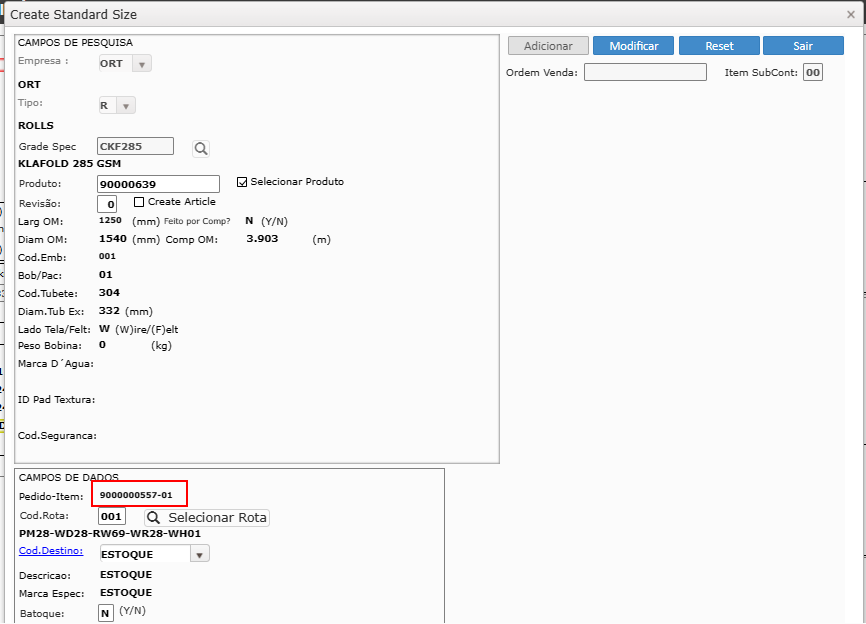 Create Standard Size ×
CAMPOS DE PESQUISA
Empresa : ORT
ORT
Tipo: R
ROLLS
Grade Spec CKF285
KLAFOLD 285 GSM
Produto: 90000639 Selecionar Produto
Revisão: 0 Create Article
Larg OM: 1250 (mm) Feito por Comp? N (Y/N)
Diam OM: 1540 (mm) Comp OM: 3.903 (m)
Cod.Emb: 001
Bob/Pac: 01
Cod.Tubete: 304
Diam.Tub Ex: 332 (mm)
Lado Tela/Felt: W (W)ire/(F)elt
Peso Bobina: 0 (kg)
Marca D´Agua:
ID Pad Textura:
Cod.Seguranca:
Adicionar Modificar Reset Sair
Ordem Venda: Item SubCont: 00
CAMPOS DE DADOS
Pedido-Item: 9000000557-01
Cod.Rota: 001 Selecionar Rota
PM28-WD28-RW69-WR28-WH01
Cod.Destino: ESTOQUE
Descricao: ESTOQUE
Marca Espec: ESTOQUE
Batoque: N (Y/N)